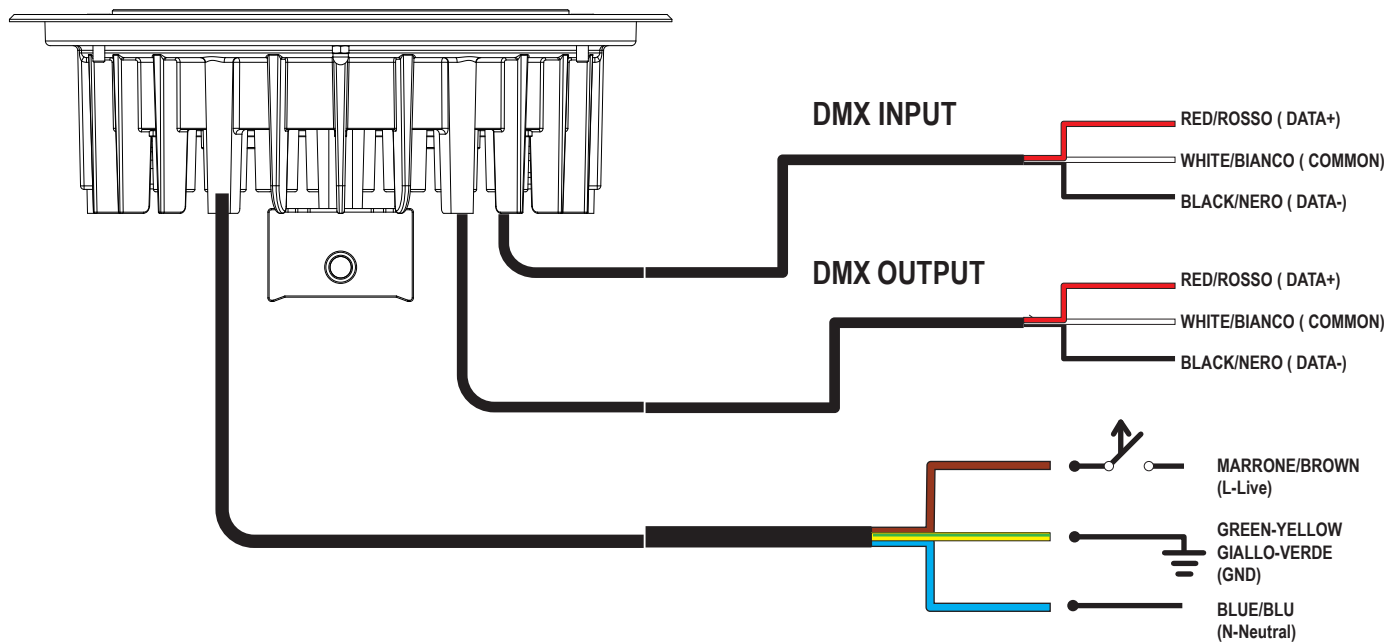 DMX INPUT
RED/ROSSO ( DATA+)
WHITE/BIANCO ( COMMON)
BLACK/NERO ( DATA-)
DMX OUTPUT
RED/ROSSO ( DATA+)
WHITE/BIANCO ( COMMON)
BLACK/NERO ( DATA-)
MARRONE/BROWN
(L-Live)
GREEN-YELLOW
GIALLO-VERDE
(GND)
BLUE/BLU
(N-Neutral)